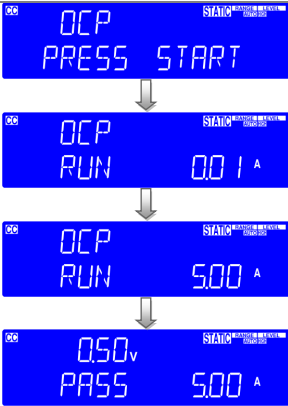 CC OCP STATIC RANGE LEVEL
AUTO HIGH
PRESS START
CC OCP STATIC RANGE LEVEL
AUTO HIGH
RUN 0.01 A
CC OCP STATIC RANGE LEVEL
AUTO HIGH
RUN 5.00 A
CC 0.50V STATIC RANGE LEVEL
AUTO HIGH
PASS 5.00 A